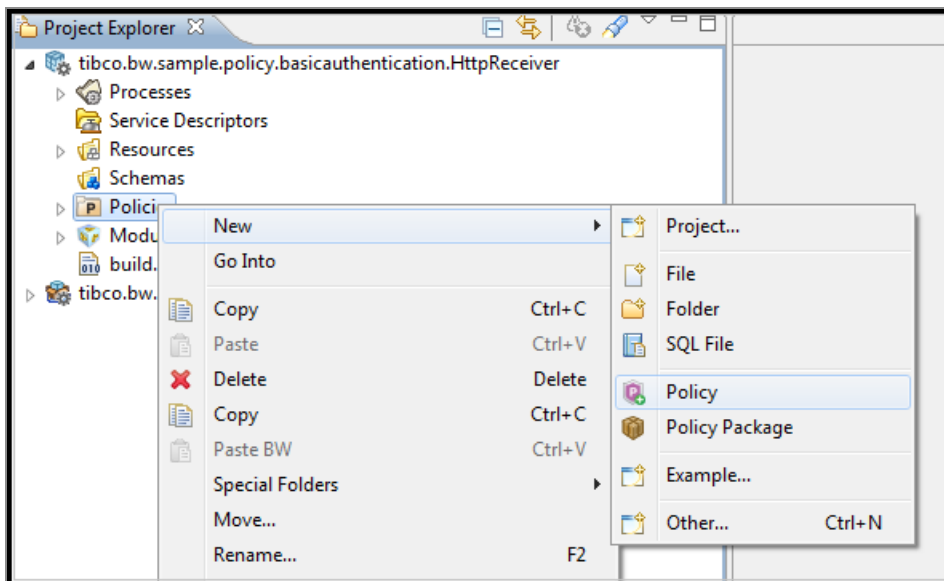 Project Explorer
tibco.bw.sample.policy.basicauthentication.HttpReceiver
Processes
Service Descriptors
Resources
Schemas
Polici
Modu
build.
tibco.bw.
New
Go Into
Copy Ctrl+C
Paste Ctrl+V
Delete Delete
Copy Ctrl+C
Paste BW Ctrl+V
Special Folders
Move...
Rename... F2
Project...
File
Folder
SQL File
Policy
Policy Package
Example...
Other... Ctrl+N